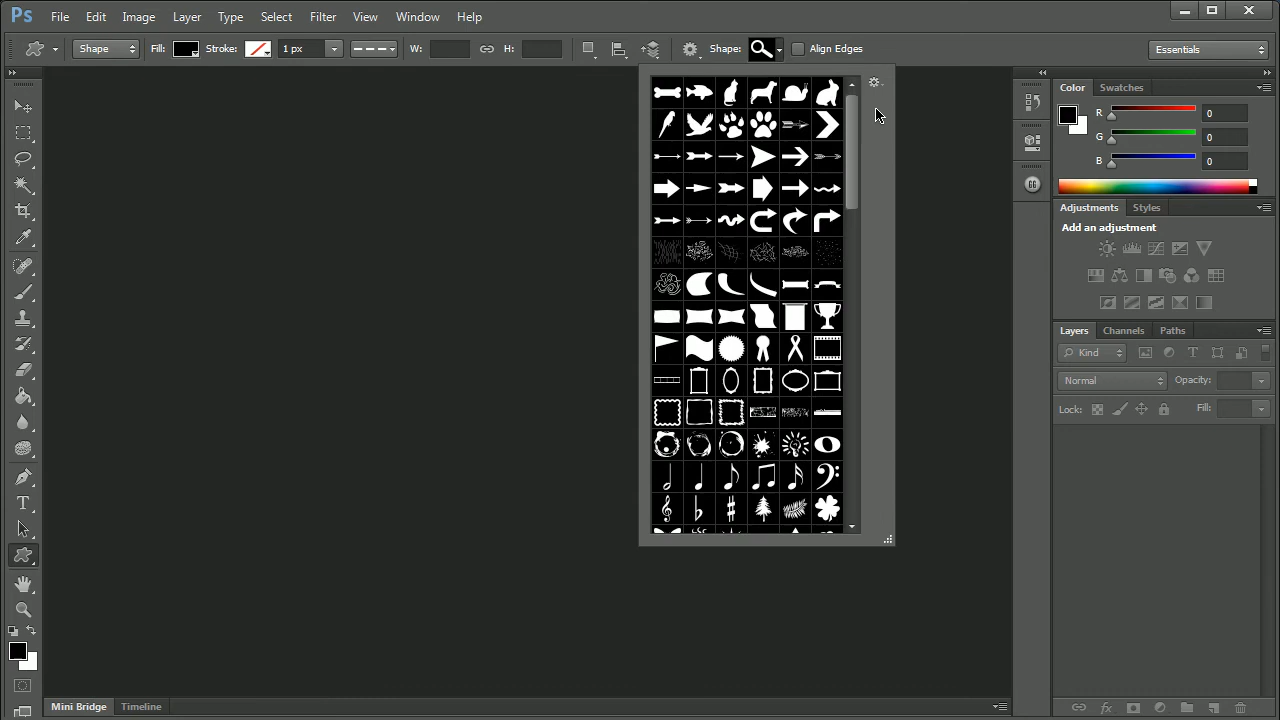 Ps File Edit Image Layer Type Select Filter View Window Help
Shape Fill: Stroke: 1 px W: H: Shape: Align Edges Essentials
Color Swatches
R 0
G 0
B 0
Adjustments Styles
Add an adjustment
Layers Channels Paths
Kind
Normal Opacity:
Lock: Fill:
Mini Bridge Timeline